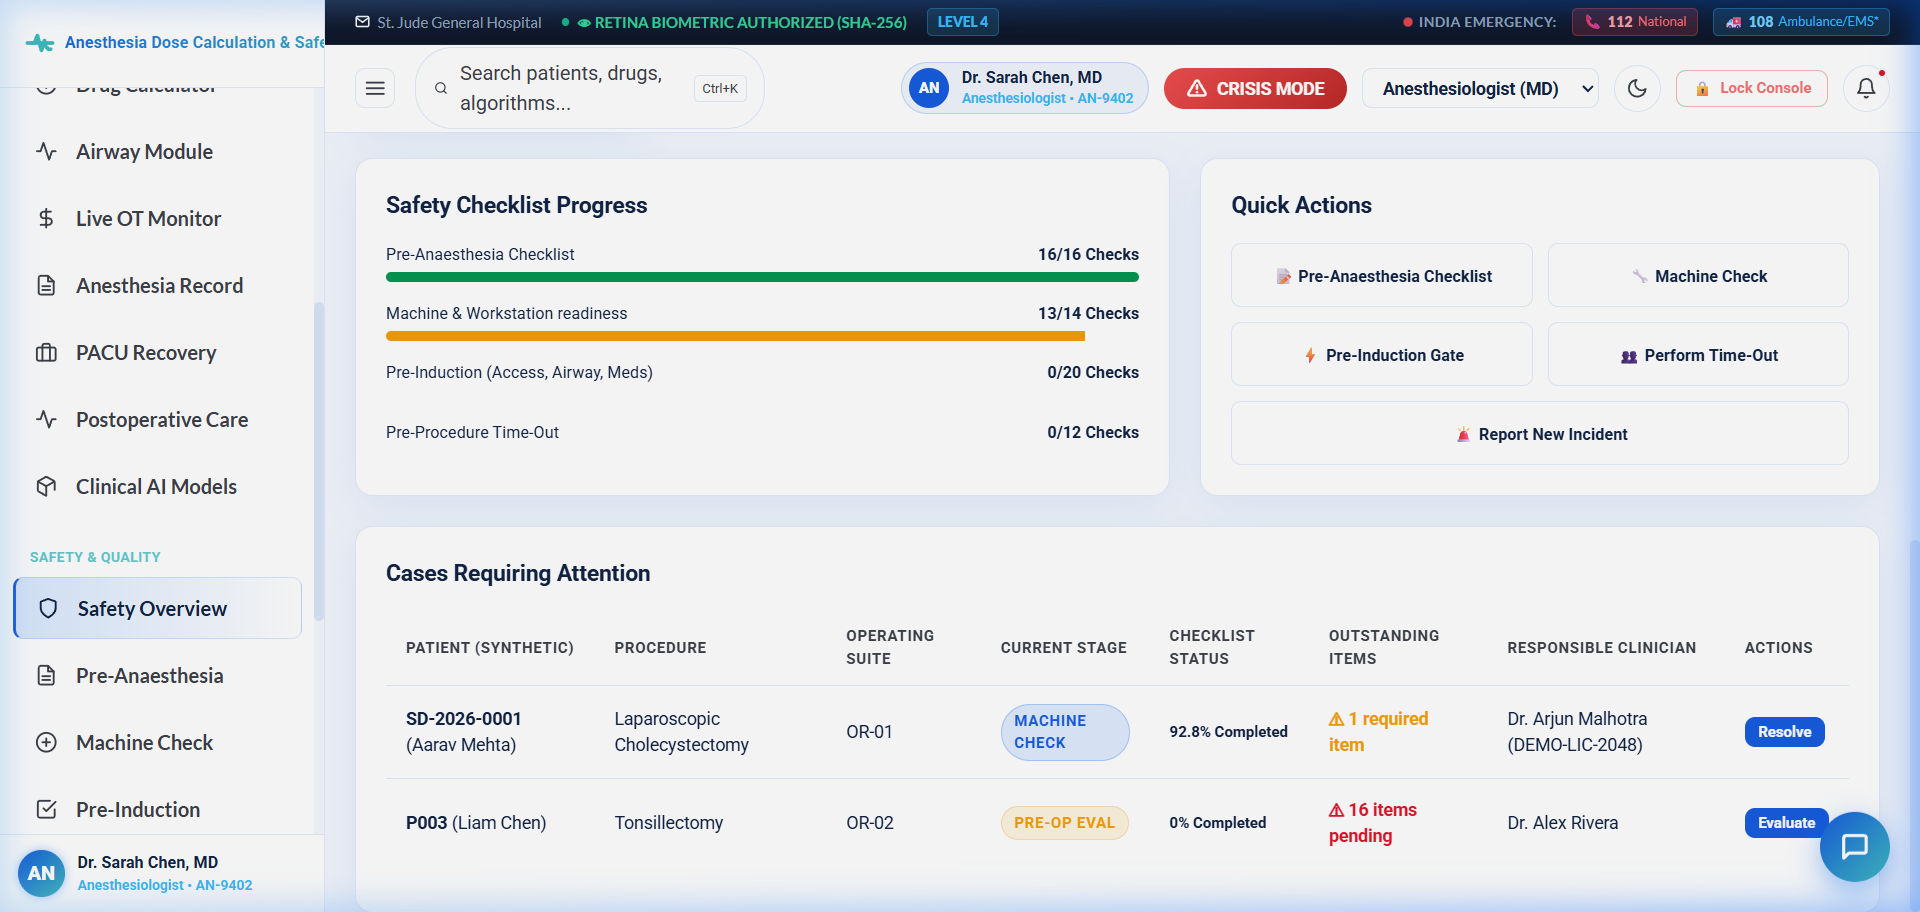 St. Jude General Hospital
RETINA BIOMETRIC AUTHORIZED (SHA-256)
LEVEL 4
INDIA EMERGENCY:
112 National
108 Ambulance/EMS*
Anesthesia Dose Calculation & Safe
Drug Calculator
Airway Module
Live OT Monitor
Anesthesia Record
PACU Recovery
Postoperative Care
Clinical AI Models
SAFETY & QUALITY
Safety Overview
Pre-Anaesthesia
Machine Check
Pre-Induction
AN
Dr. Sarah Chen, MD
Anesthesiologist • AN-9402
Search patients, drugs,
algorithms...
Ctrl+K
AN
Dr. Sarah Chen, MD
Anesthesiologist • AN-9402
CRISIS MODE
Anesthesiologist (MD)
Lock Console
Safety Checklist Progress
Pre-Anaesthesia Checklist
16/16 Checks
Machine & Workstation readiness
13/14 Checks
Pre-Induction (Access, Airway, Meds)
0/20 Checks
Pre-Procedure Time-Out
0/12 Checks
Quick Actions
Pre-Anaesthesia Checklist
Machine Check
Pre-Induction Gate
Perform Time-Out
Report New Incident
Cases Requiring Attention
PATIENT (SYNTHETIC)
PROCEDURE
OPERATING
SUITE
CURRENT STAGE
CHECKLIST
STATUS
OUTSTANDING
ITEMS
RESPONSIBLE CLINICIAN
ACTIONS
SD-2026-0001
(Aarav Mehta)
Laparoscopic
Cholecystectomy
OR-01
MACHINE
CHECK
92.8% Completed
1 required
item
Dr. Arjun Malhotra
(DEMO-LIC-2048)
Resolve
P003 (Liam Chen)
Tonsillectomy
OR-02
PRE-OP EVAL
0% Completed
16 items
pending
Dr. Alex Rivera
Evaluate